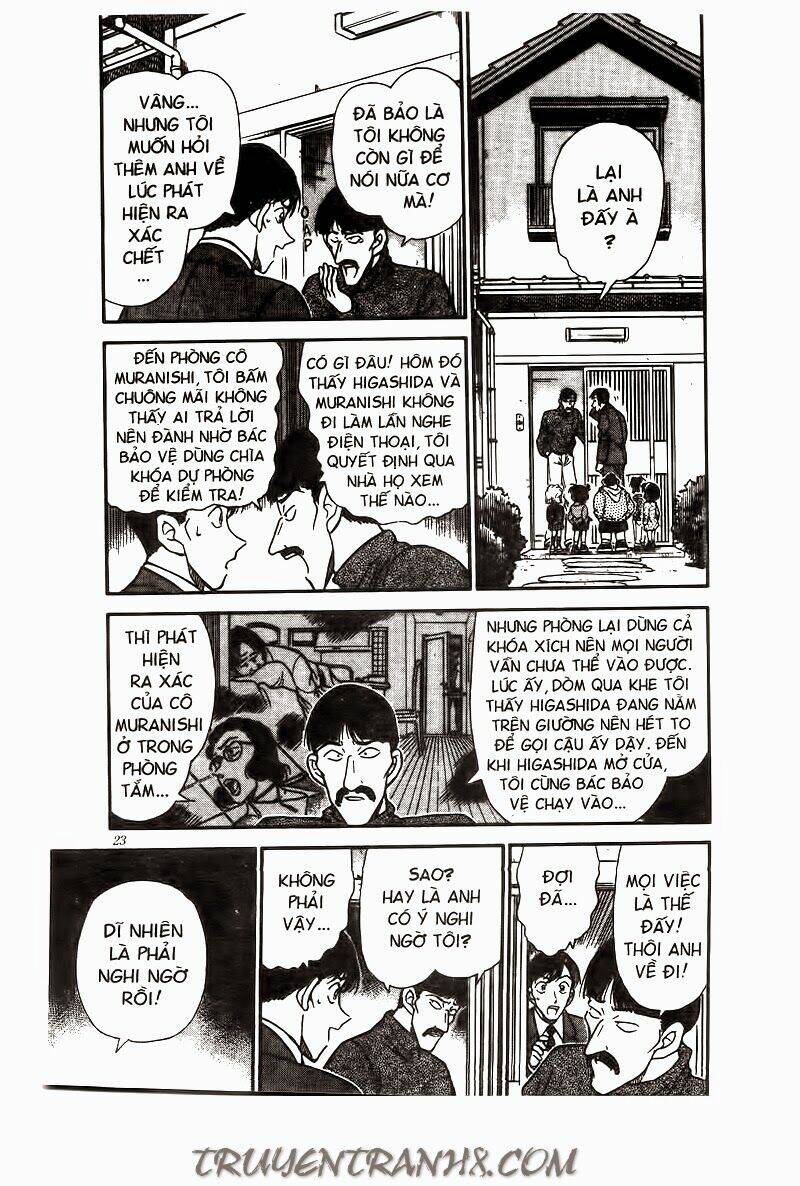 LẠI
LÀ ANH
ĐẤY À
?
ĐÃ BẢO LÀ
TÔI KHÔNG
CÒN GÌ ĐỂ
NÓI NỮA CƠ
MÀ!
VÂNG...
NHƯNG TÔI
MUỐN HỎI
THÊM ANH VỀ
LÚC PHÁT
HIỆN RA
XÁC
CHẾT
...
CÓ GÌ ĐÂU! HÔM ĐÓ
THẤY HIGASHIDA VÀ
MURANISHI KHÔNG
ĐI LÀM LẪN NGHE
ĐIỆN THOẠI, TÔI
QUYẾT ĐỊNH QUA
NHÀ HỌ XEM
THẾ NÀO...
ĐẾN PHÒNG CÔ
MURANISHI, TÔI BẤM
CHUÔNG MÃI KHÔNG
THẤY AI TRẢ LỜI
NÊN ĐÀNH NHỜ BÁC
BẢO VỆ DÙNG CHÌA
KHÓA DỰ PHÒNG
ĐỂ KIỂM TRA!
NHƯNG PHÒNG LẠI DÙNG CẢ
KHÓA XÍCH NÊN MỌI NGƯỜI
VẪN CHƯA THỂ VÀO ĐƯỢC.
LÚC ẤY, DÒM QUA KHE TÔI
THẤY HIGASHIDA ĐANG NẰM
TRÊN GIƯỜNG NÊN HÉT TO
ĐỂ GỌI CẬU ẤY DẬY. ĐẾN
KHI HIGASHIDA MỞ CỬA,
TÔI CÙNG BÁC BẢO
VỆ CHẠY VÀO...
THÌ PHÁT
HIỆN
RA XÁC
CỦA CÔ
MURANISHI
Ở TRONG
PHÒNG
TẮM...
23
MỌI VIỆC
LÀ THẾ
ĐẤY!
THÔI ANH
VỀ ĐI!
ĐỢI
ĐÃ...
SAO?
HAY LÀ ANH
CÓ Ý NGHI
NGỜ TÔI?
KHÔNG
PHẢI
VẬY...
DĨ NHIÊN
LÀ PHẢI
NGHI NGỜ
RỒI!
TRUYENTRANH8.COM